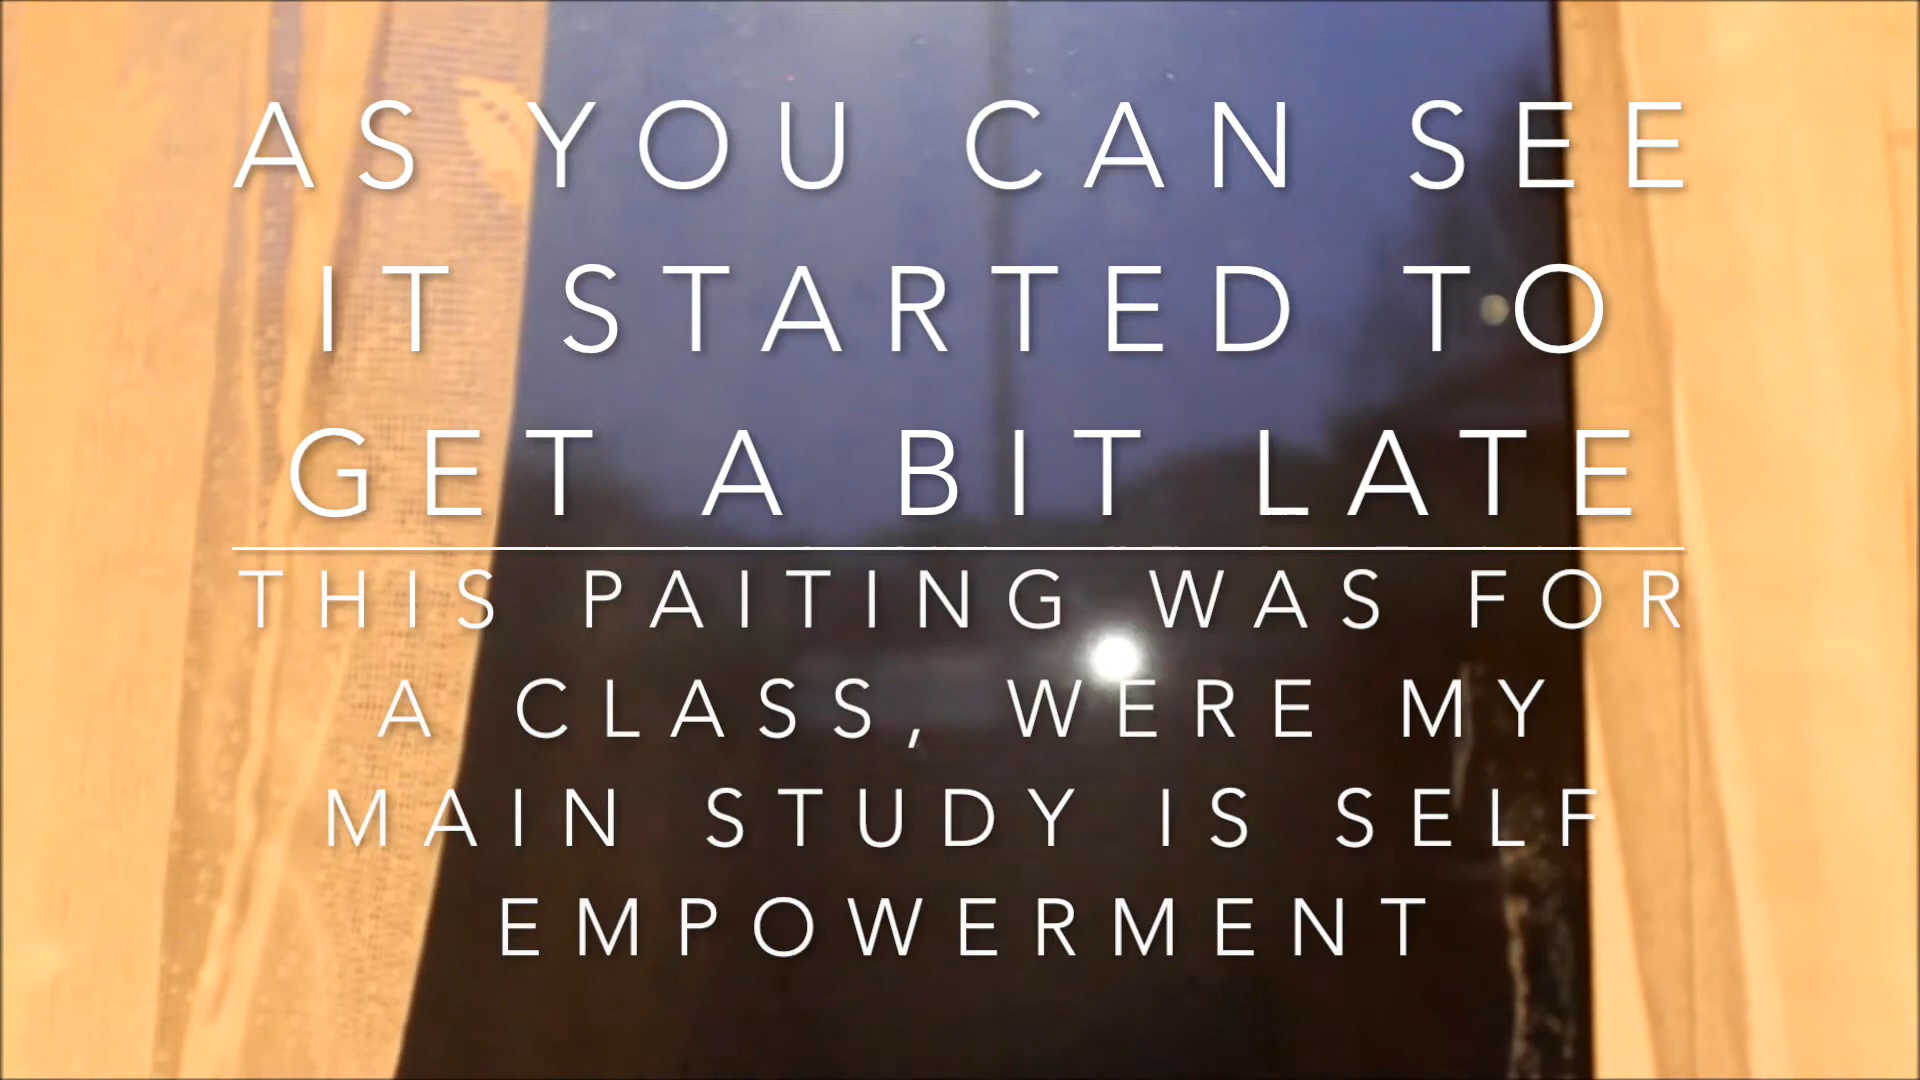 AS YOU CAN SEE
IT STARTED TO
GET A BIT LATE
THIS PAITING WAS FOR
A CLASS, WERE MY
MAIN STUDY IS SELF
EMPOWERMENT